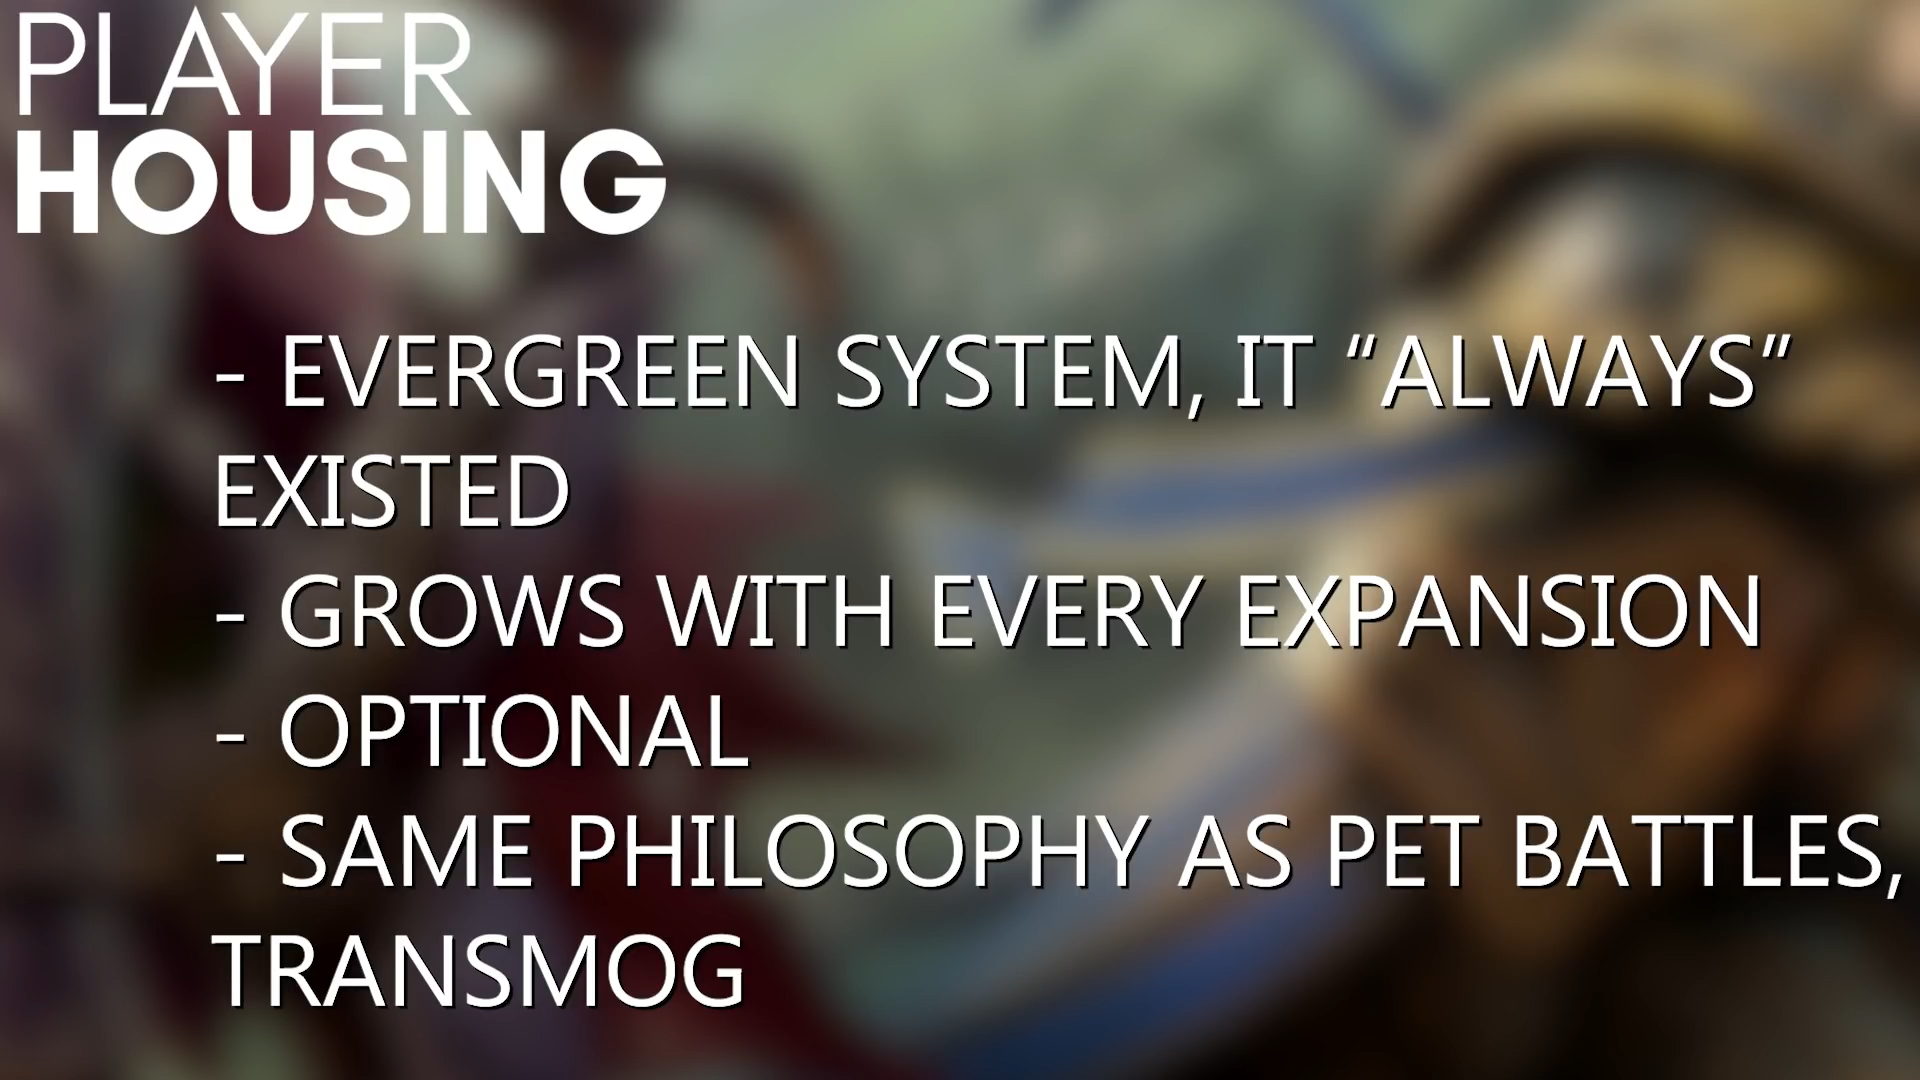 PLAYER
HOUSING
- EVERGREEN SYSTEM, IT “ALWAYS”
EXISTED
- GROWS WITH EVERY EXPANSION
- OPTIONAL
- SAME PHILOSOPHY AS PET BATTLES,
TRANSMOG